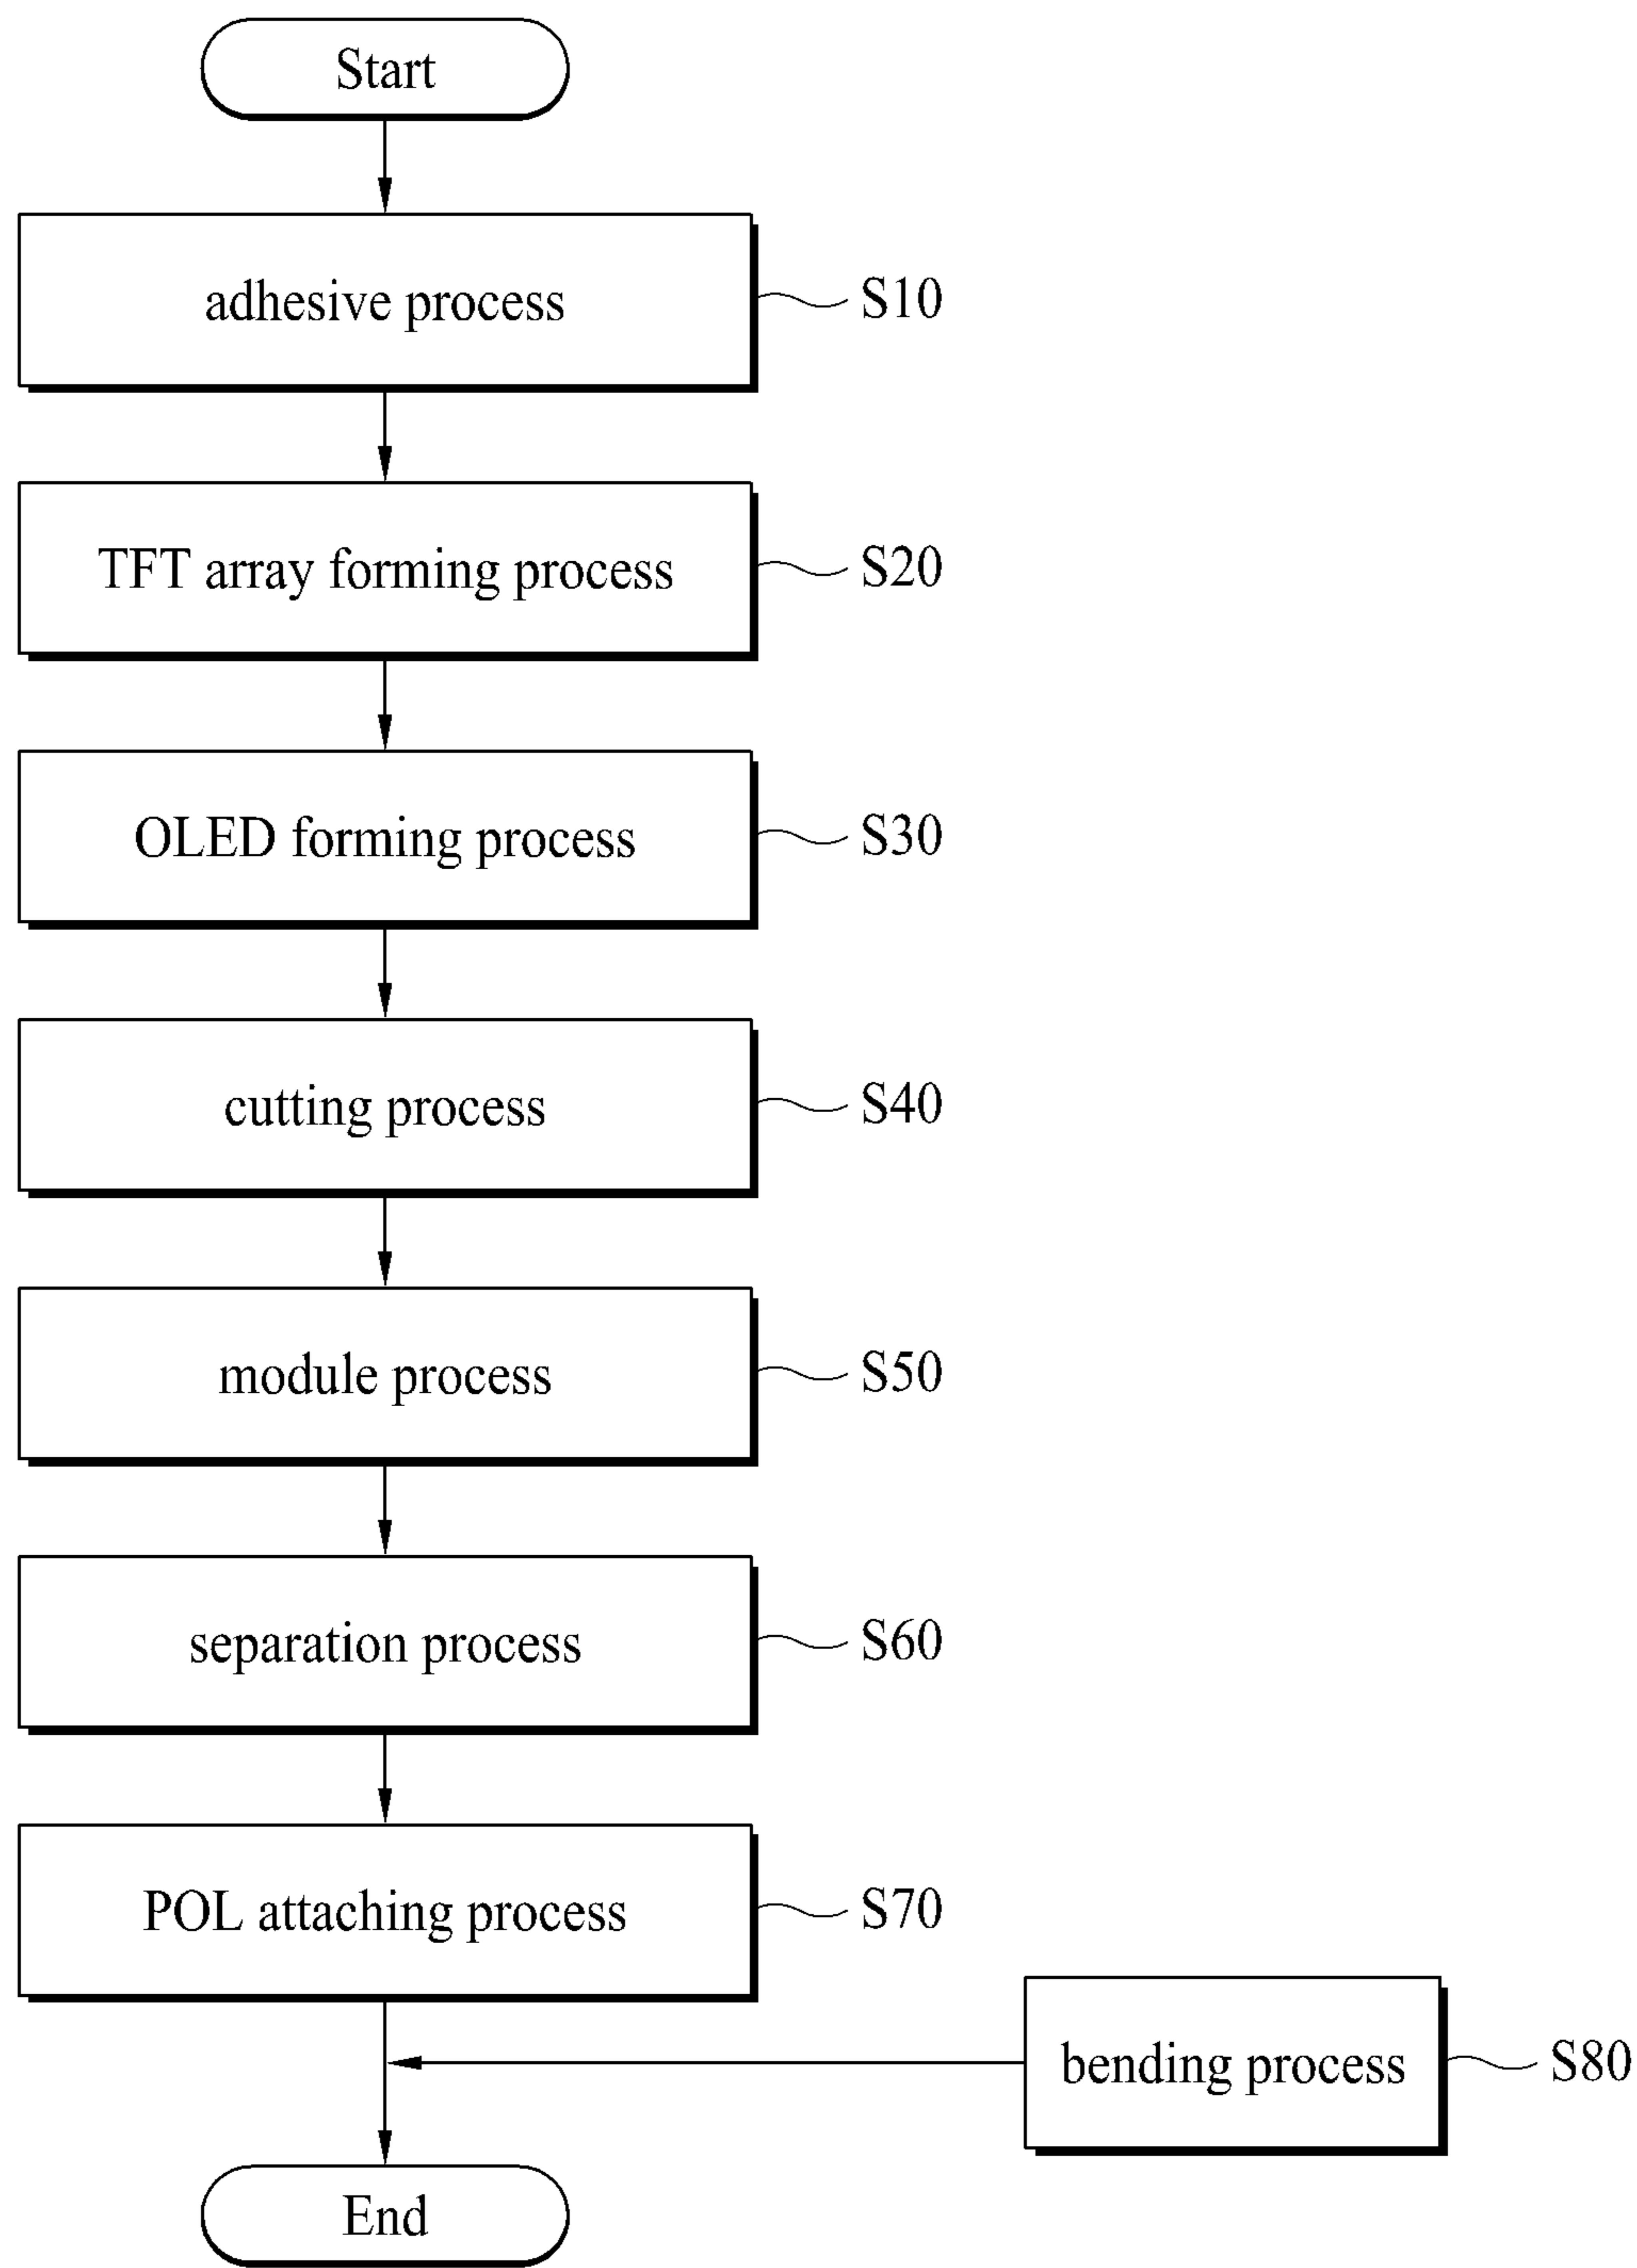 Start
adhesive process
S10
TFT array forming process
S20
OLED forming process
S30
cutting process
S40
module process
S50
separation process
S60
POL attaching process
S70
bending process
S80
End